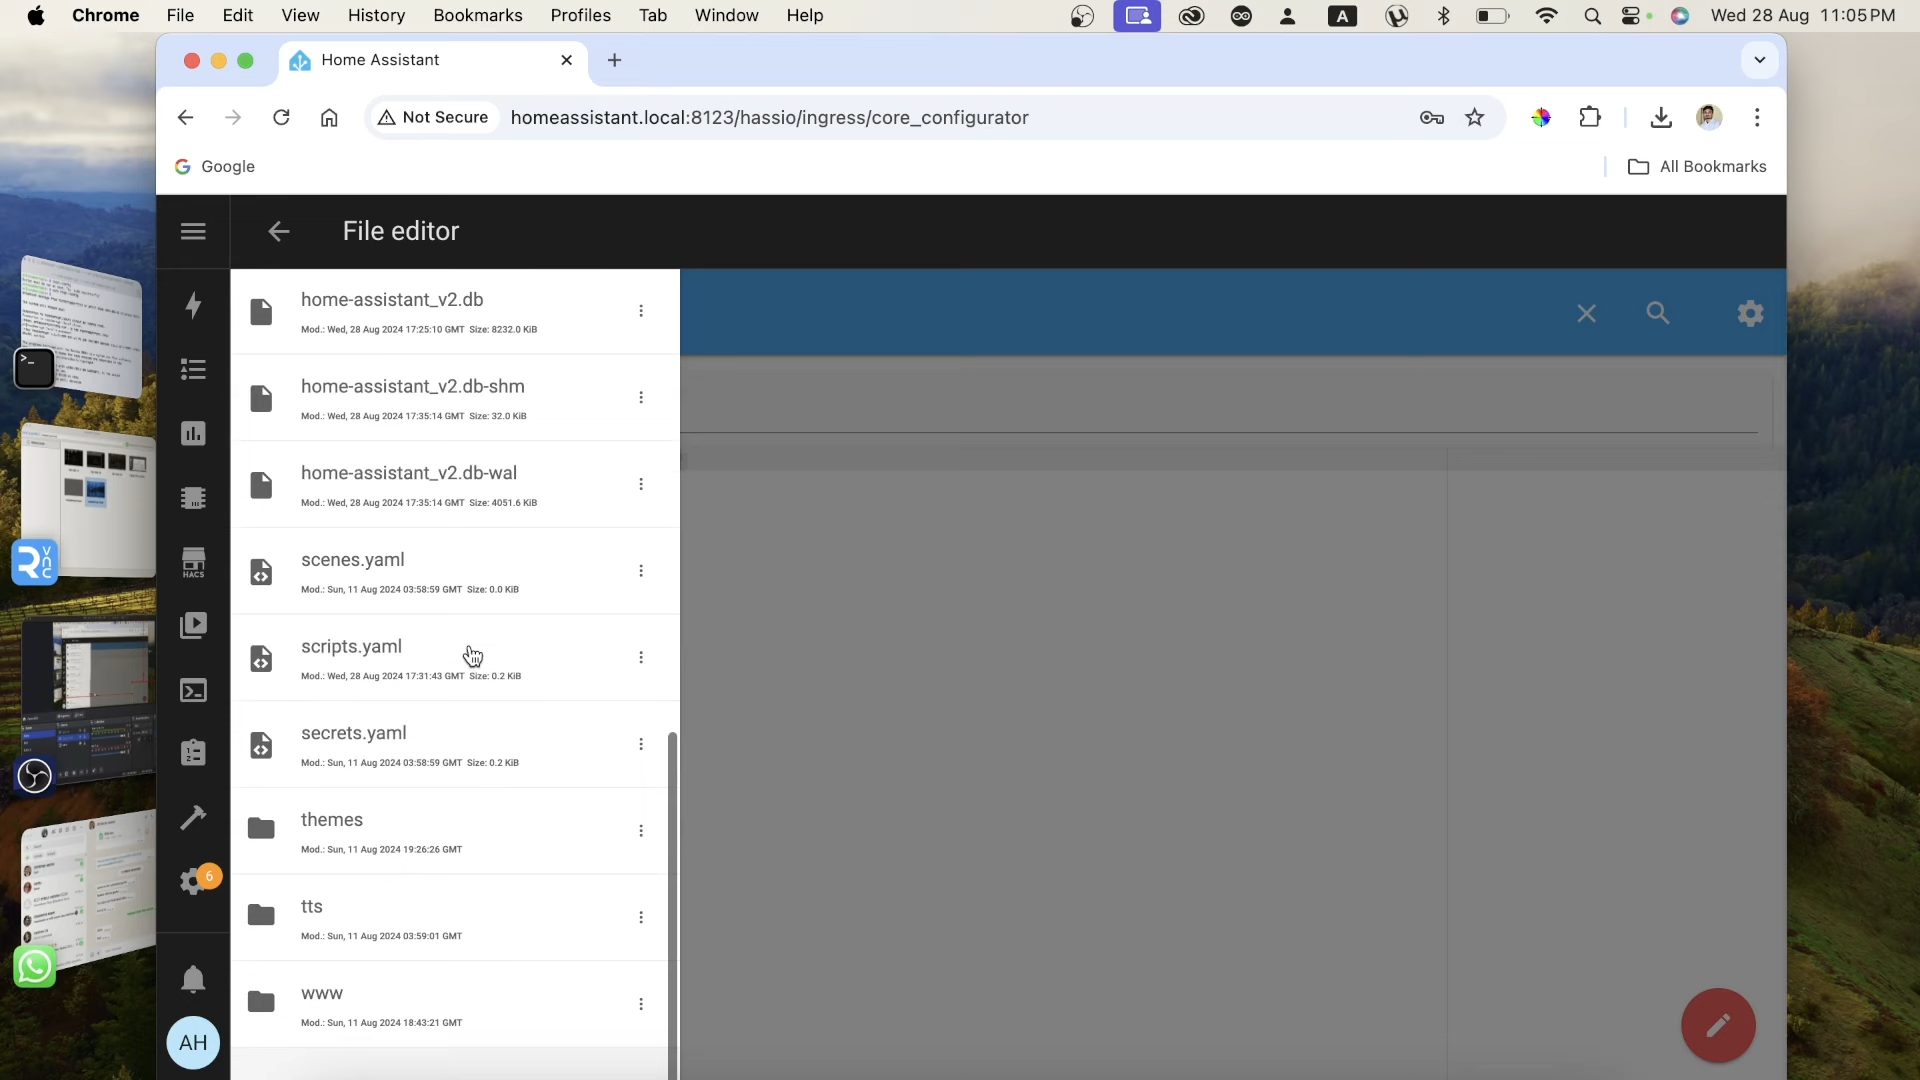 Chrome File Edit View History Bookmarks Profiles Tab Window Help A Wed 28 Aug 11:05 PM
Home Assistant
Not Secure homeassistant.local:8123/hassio/ingress/core_configurator
Google All Bookmarks
File editor
home-assistant_v2.db
Mod.: Wed, 28 Aug 2024 17:25:10 GMT Size: 8232.0 KiB
home-assistant_v2.db-shm
Mod.: Wed, 28 Aug 2024 17:35:14 GMT Size: 32.0 KiB
home-assistant_v2.db-wal
Mod.: Wed, 28 Aug 2024 17:35:14 GMT Size: 4051.6 KiB
scenes.yaml
Mod.: Sun, 11 Aug 2024 03:58:59 GMT Size: 0.0 KiB
HACS
scripts.yaml
Mod.: Wed, 28 Aug 2024 17:31:43 GMT Size: 0.2 KiB
secrets.yaml
Mod.: Sun, 11 Aug 2024 03:58:59 GMT Size: 0.2 KiB
themes
Mod.: Sun, 11 Aug 2024 19:26:26 GMT
6
tts
Mod.: Sun, 11 Aug 2024 03:59:01 GMT
www
Mod.: Sun, 11 Aug 2024 18:43:21 GMT
AH